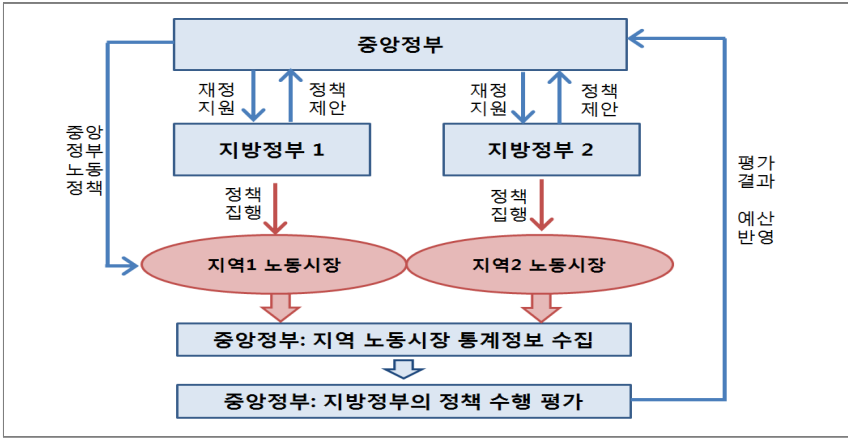 중앙정부
재정
지원
정책
제안
재정
지원
정책
제안
중앙
정부
노동
정책
지방정부 1
지방정부 2
평가
결과
예산
반영
정책
집행
정책
집행
지역1 노동시장
지역2 노동시장
중앙정부: 지역 노동시장 통계정보 수집
중앙정부: 지방정부의 정책 수행 평가